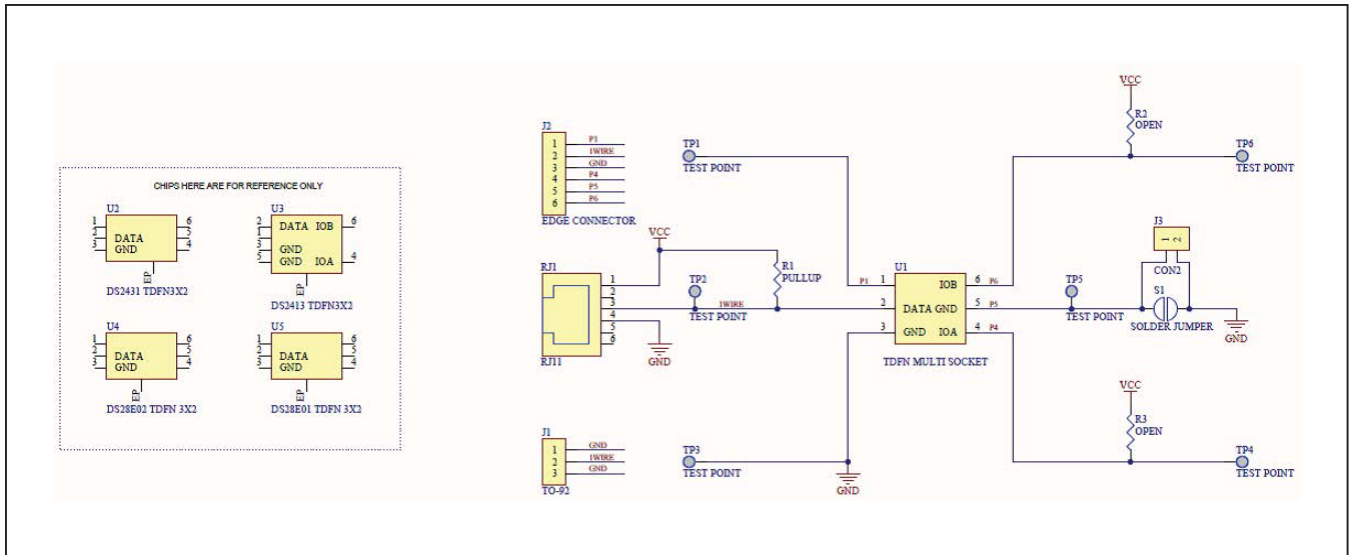 CHIPS HERE ARE FOR REFERENCE ONLY
U2
1 6
2 DATA 5
3 GND 4
EP
DS2431 TDFN3X2
U3
2 DATA IOB 6
1
3 GND
5 GND IOA 4
EP
DS2413 TDFN3X2
U4
1 6
2 DATA 5
3 GND 4
EP
DS28E02 TDFN 3X2
U5
1 6
2 DATA 5
3 GND 4
EP
DS28E01 TDFN 3X2
J2
1 P1
2 1WIRE
3 GND
4 P4
5 P5
6 P6
EDGE CONNECTOR
TP1
TEST POINT
VCC
RJ1
1
2
3
4
5
6
RJ11
TP2
TEST POINT
1WIRE
GND
R1
PULLUP
J1
1 GND
2 1WIRE
3 GND
TO-92
TP3
TEST POINT
GND
U1
P1 1 IOB 6 P6
2 DATA GND 5 P5
3 GND IOA 4 P4
TDFN MULTI SOCKET
VCC
R2
OPEN
TP6
TEST POINT
J3
1 2
CON2
TP5
TEST POINT
S1
SOLDER JUMPER
GND
VCC
R3
OPEN
TP4
TEST POINT